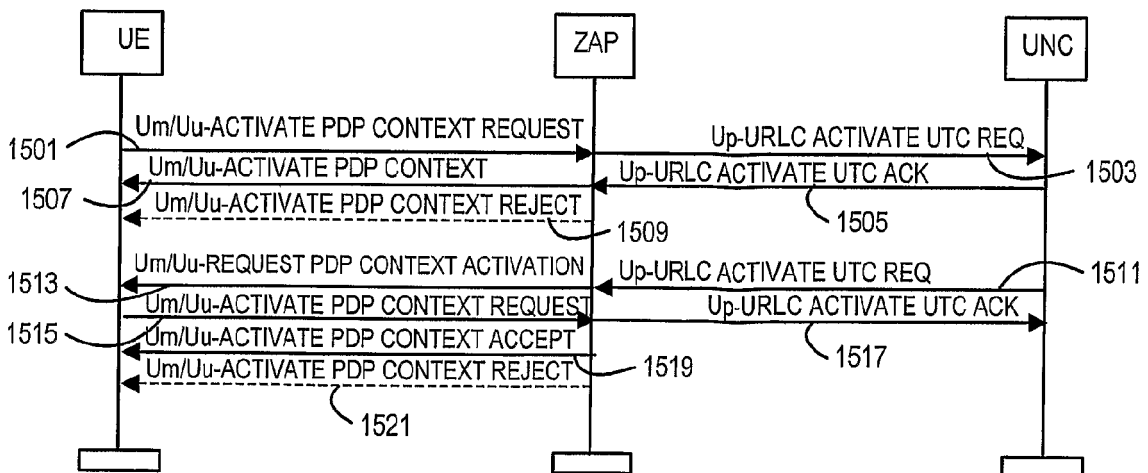 UE
ZAP
UNC
Um/Uu-ACTIVATE PDP CONTEXT REQUEST
Up-URLC ACTIVATE UTC REQ
1501
1503
Um/Uu-ACTIVATE PDP CONTEXT
Up-URLC ACTIVATE UTC ACK
1507
1505
Um/Uu-ACTIVATE PDP CONTEXT REJECT
1509
Um/Uu-REQUEST PDP CONTEXT ACTIVATION
Up-URLC ACTIVATE UTC REQ
1511
1513
Um/Uu-ACTIVATE PDP CONTEXT REQUEST
Up-URLC ACTIVATE UTC ACK
1515
1517
Um/Uu-ACTIVATE PDP CONTEXT ACCEPT
1519
Um/Uu-ACTIVATE PDP CONTEXT REJECT
1521